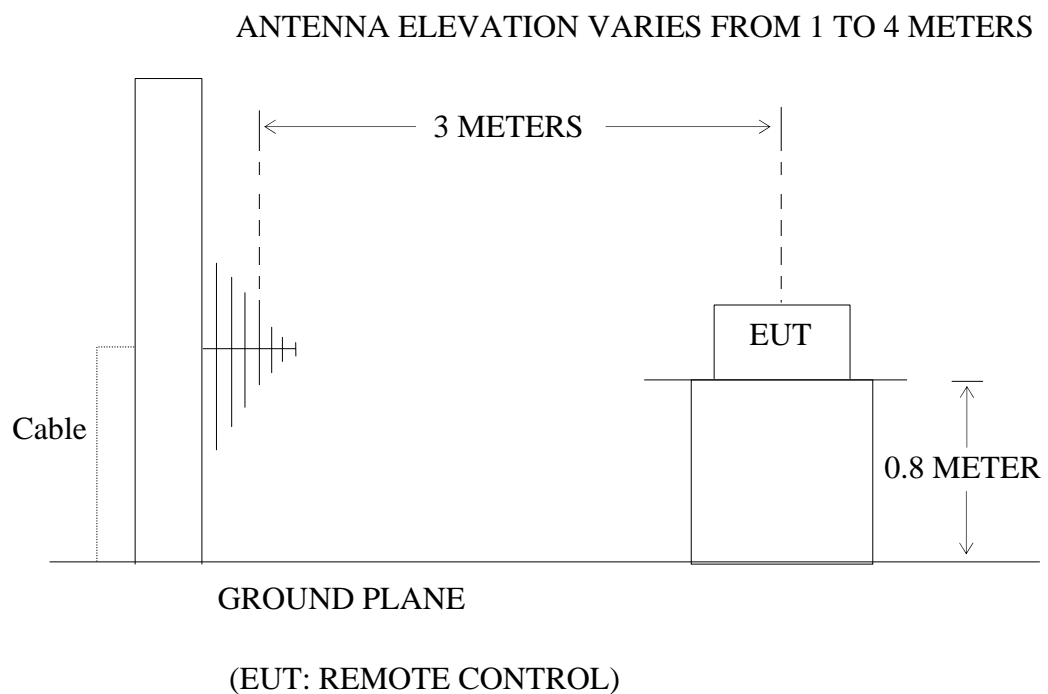 ANTENNA ELEVATION VARIES FROM 1 TO 4 METERS
3 METERS
EUT
Cable
0.8 METER
GROUND PLANE
(EUT: REMOTE CONTROL)